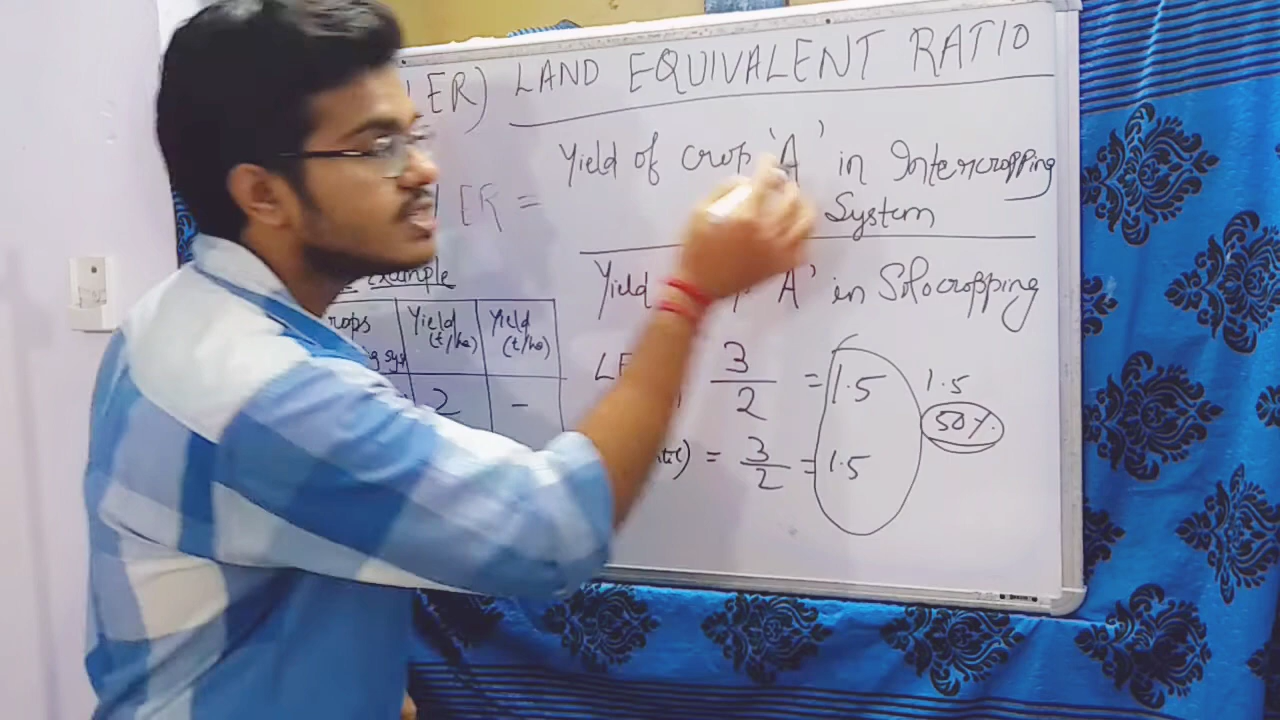 LER) LAND EQUIVALENT RATIO
Yield of crop 'A' in Intercropping
System
ER =
Yield 'A' in Solocropping
Example
rops Yield (t/ha) Yield (t/ha)
2 -
3
2
= 1.5
1.5
50%
= 3
2
= 1.5